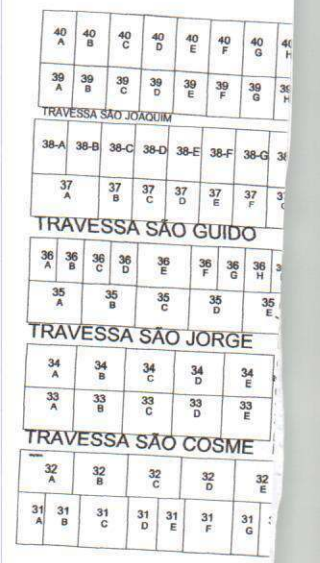 40 A 40 B 40 C 40 D 40 E 40 F 40 G 40 H
39 A 39 B 39 C 39 D 39 E 39 F 39 G 39 H
TRAVESSA SÃO JOAQUIM
38-A 38-B 38-C 38-D 38-E 38-F 38-G
37 A 37 B 37 C 37 D 37 E 37 F
TRAVESSA SÃO GUIDO
36 A 36 B 36 C 36 D 36 E 36 F 36 G 36 H
35 A 35 B 35 C 35 D 35 E
TRAVESSA SÃO JORGE
34 A 34 B 34 C 34 D 34 E
33 A 33 B 33 C 33 D 33 E
TRAVESSA SÃO COSME
32 A 32 B 32 C 32 D 32 E
31 A 31 B 31 C 31 D 31 E 31 F 31 G